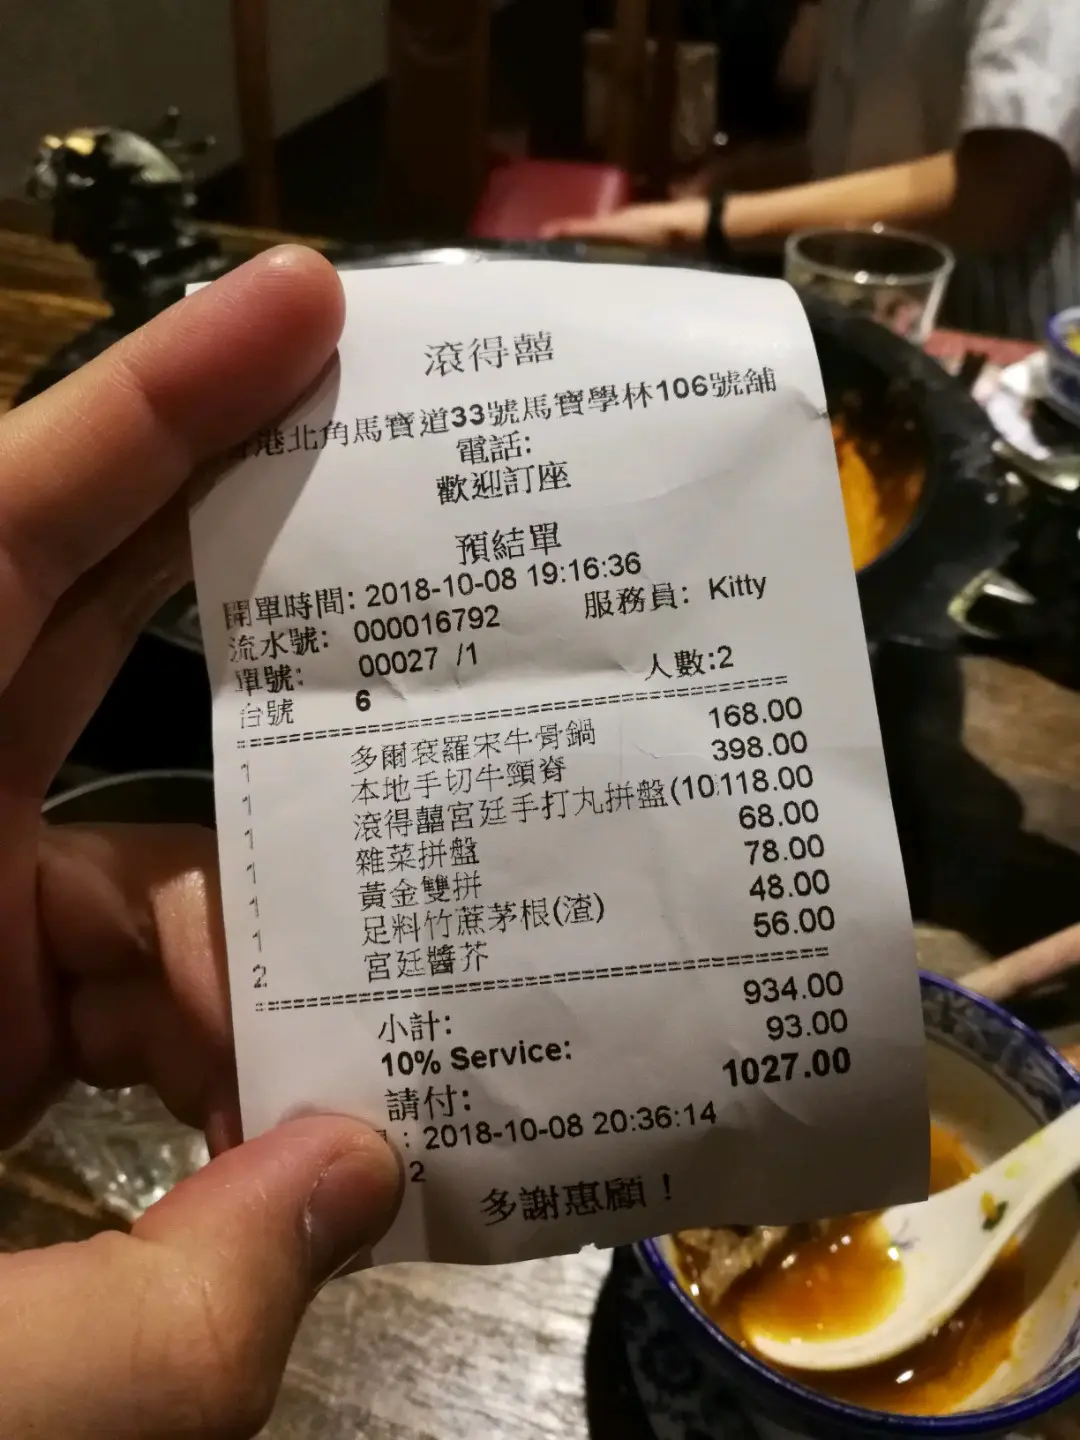 滾得囍
香港北角馬寶道33號馬寶學林106號舖
電話:
歡迎訂座
預結單
開單時間: 2018-10-08 19:16:36
流水號: 000016792 服務員: Kitty
單號: 00027 /1
台號 6 人數:2
1 多爾袞羅宋牛骨鍋 168.00
1 本地手切牛頸脊 398.00
1 滾得囍宮廷手打丸拼盤(10 118.00
1 雜菜拼盤 68.00
1 黃金雙拼 78.00
1 足料竹蔗茅根(渣) 48.00
2 宮廷醬芥 56.00
小計: 934.00
10% Service: 93.00
請付: 1027.00
: 2018-10-08 20:36:14
2
多謝惠顧！